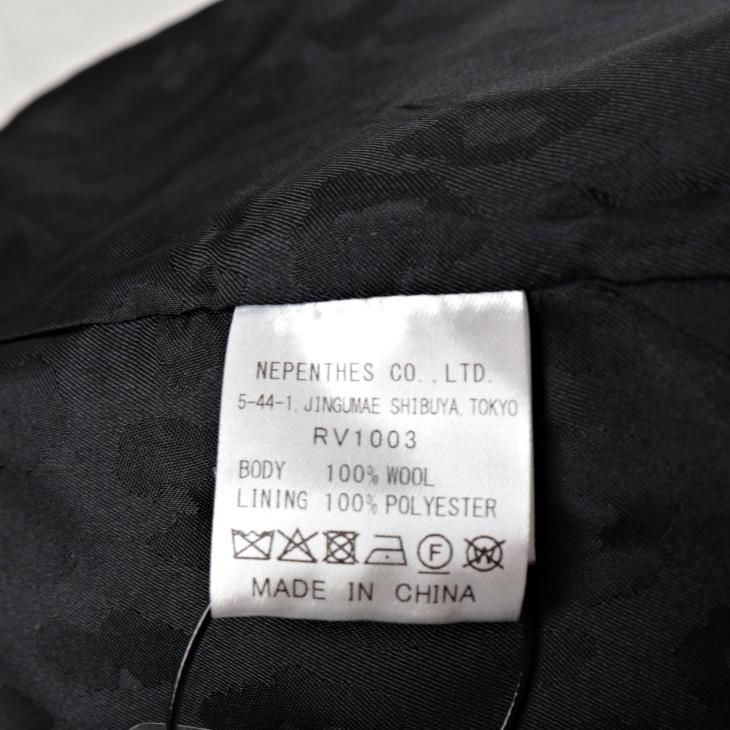 NEPENTHES CO., LTD.
5-44-1, JINGUMAE SHIBUYA, TOKYO
RV1003
BODY 100% WOOL
LINING 100% POLYESTER
F W
MADE IN CHINA